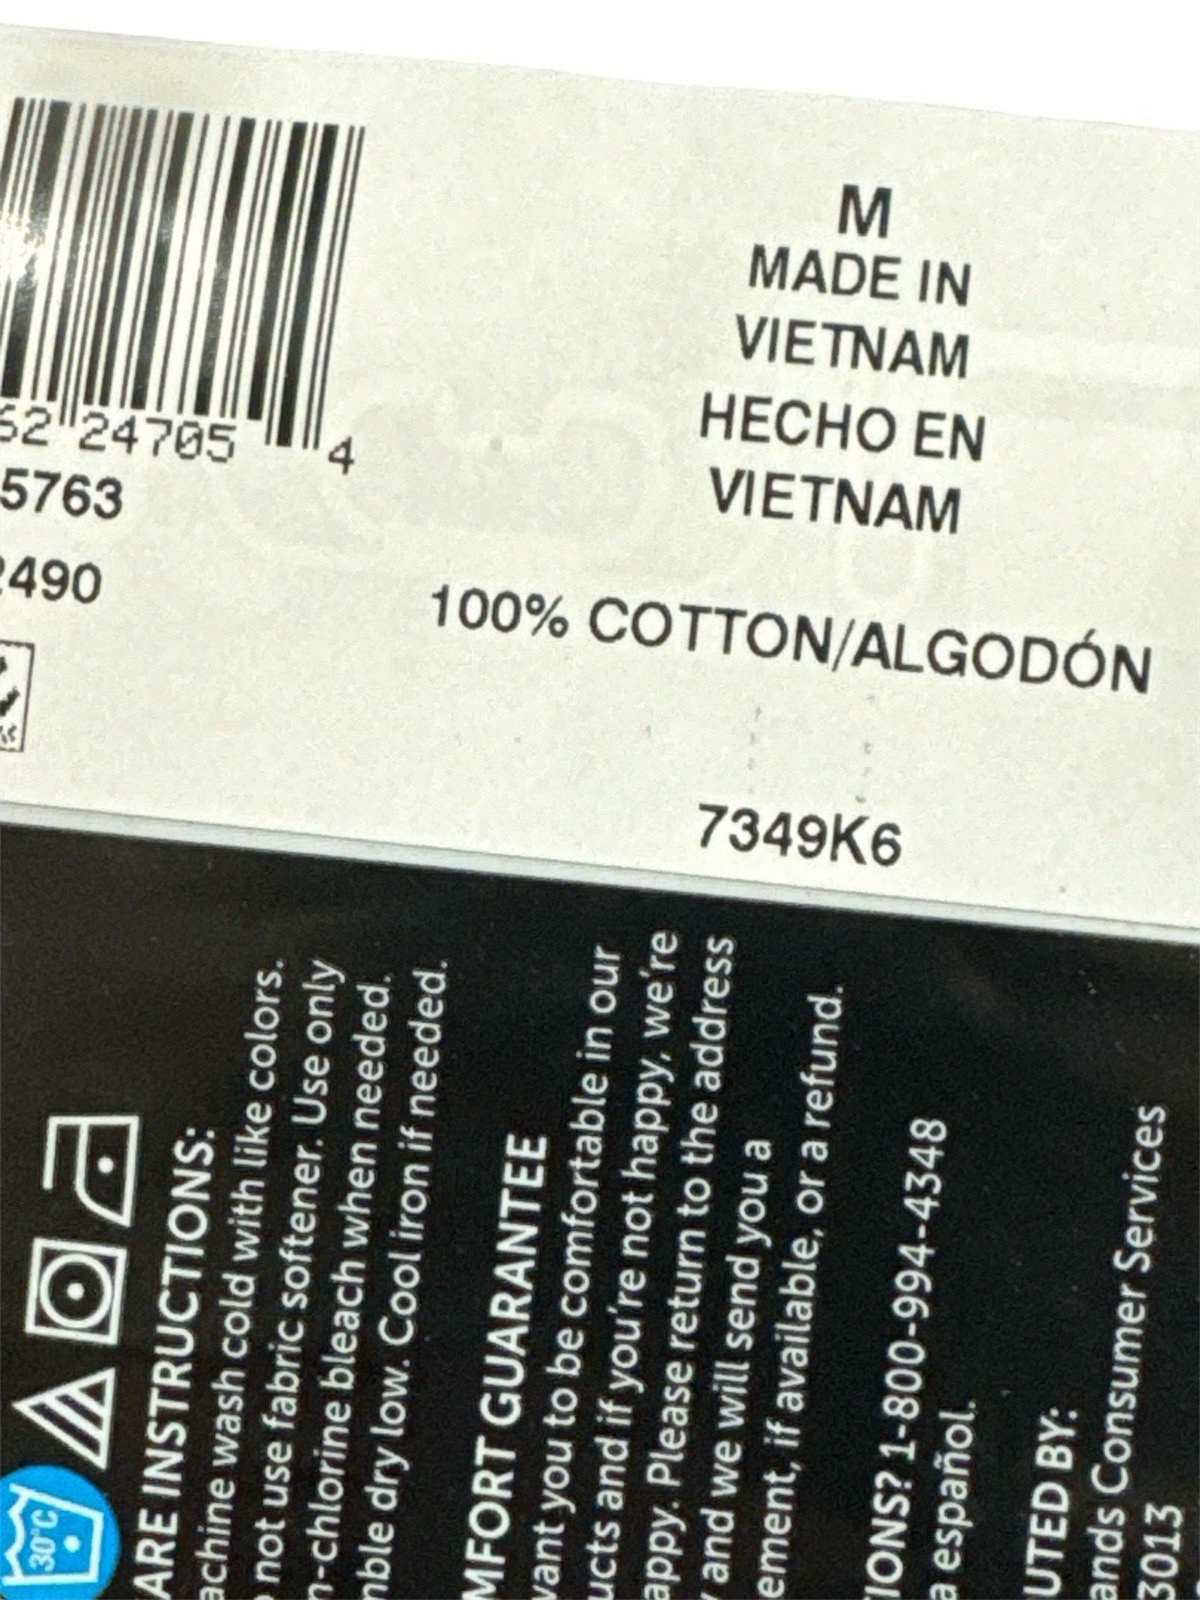 24705
4
5763
490
M
MADE IN
VIETNAM
HECHO EN
VIETNAM
100% COTTON/ALGODÓN
7349K6
30°C
ARE INSTRUCTIONS:
achine wash cold with like colors.
not use fabric softener. Use only
n-chlorine bleach when needed.
mble dry low. Cool iron if needed.
MFORT GUARANTEE
want you to be comfortable in our
ucts and if you're not happy, we're
appy. Please return to the address
and we will send you a
ement, if available, or a refund.
IONS? 1-800-994-4348
a español.
UTED BY:
ands Consumer Services
3013